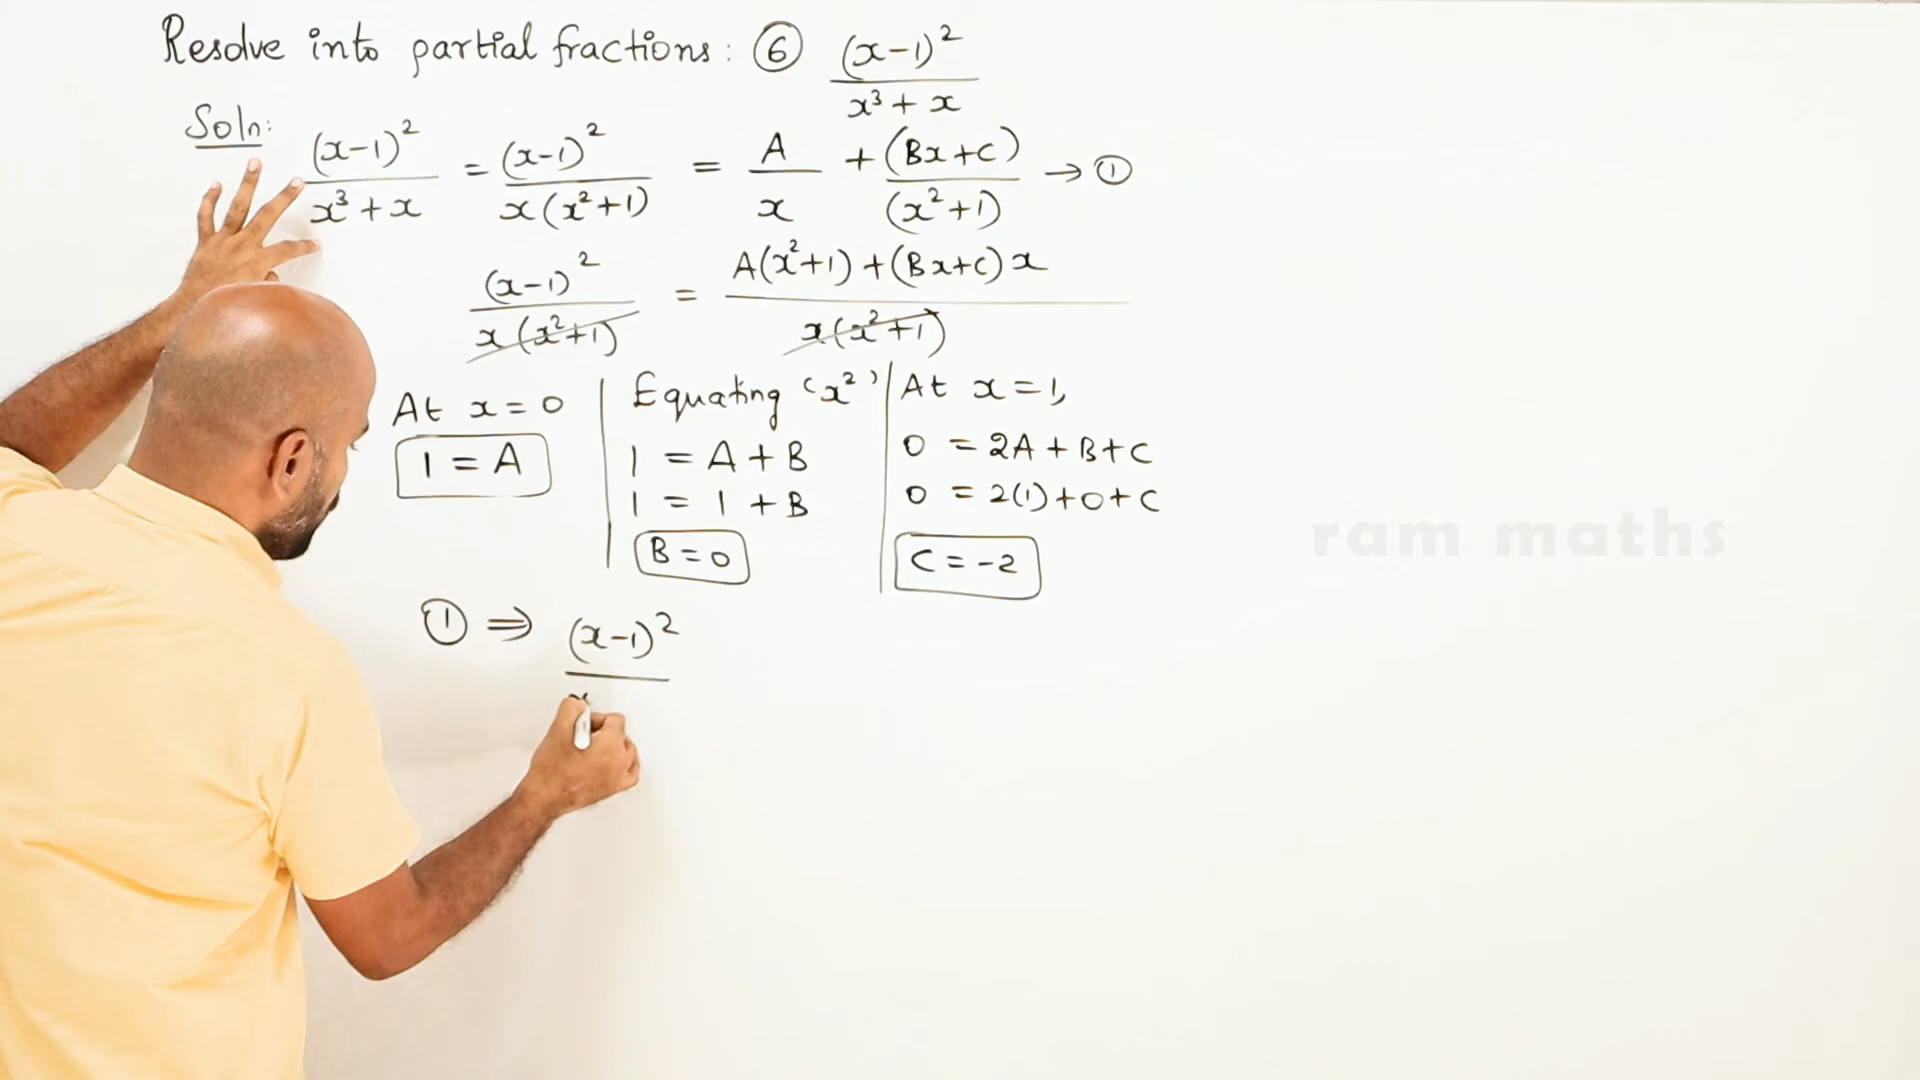 Resolve into partial fractions: ⑥ (x-1)² / x³ + x
Soln:
(x-1)² / x³ + x = (x-1)² / x(x²+1) = A / x + (Bx+C) / (x²+1) → ①
(x-1)² / x(x²+1) = A(x²+1) + (Bx+C)x / x(x²+1)
At x = 0
1 = A
Equating (x²)
1 = A + B
1 = 1 + B
B = 0
At x = 1,
0 = 2A + B + C
0 = 2(1) + 0 + C
C = -2
① ⇒ (x-1)²
ram maths